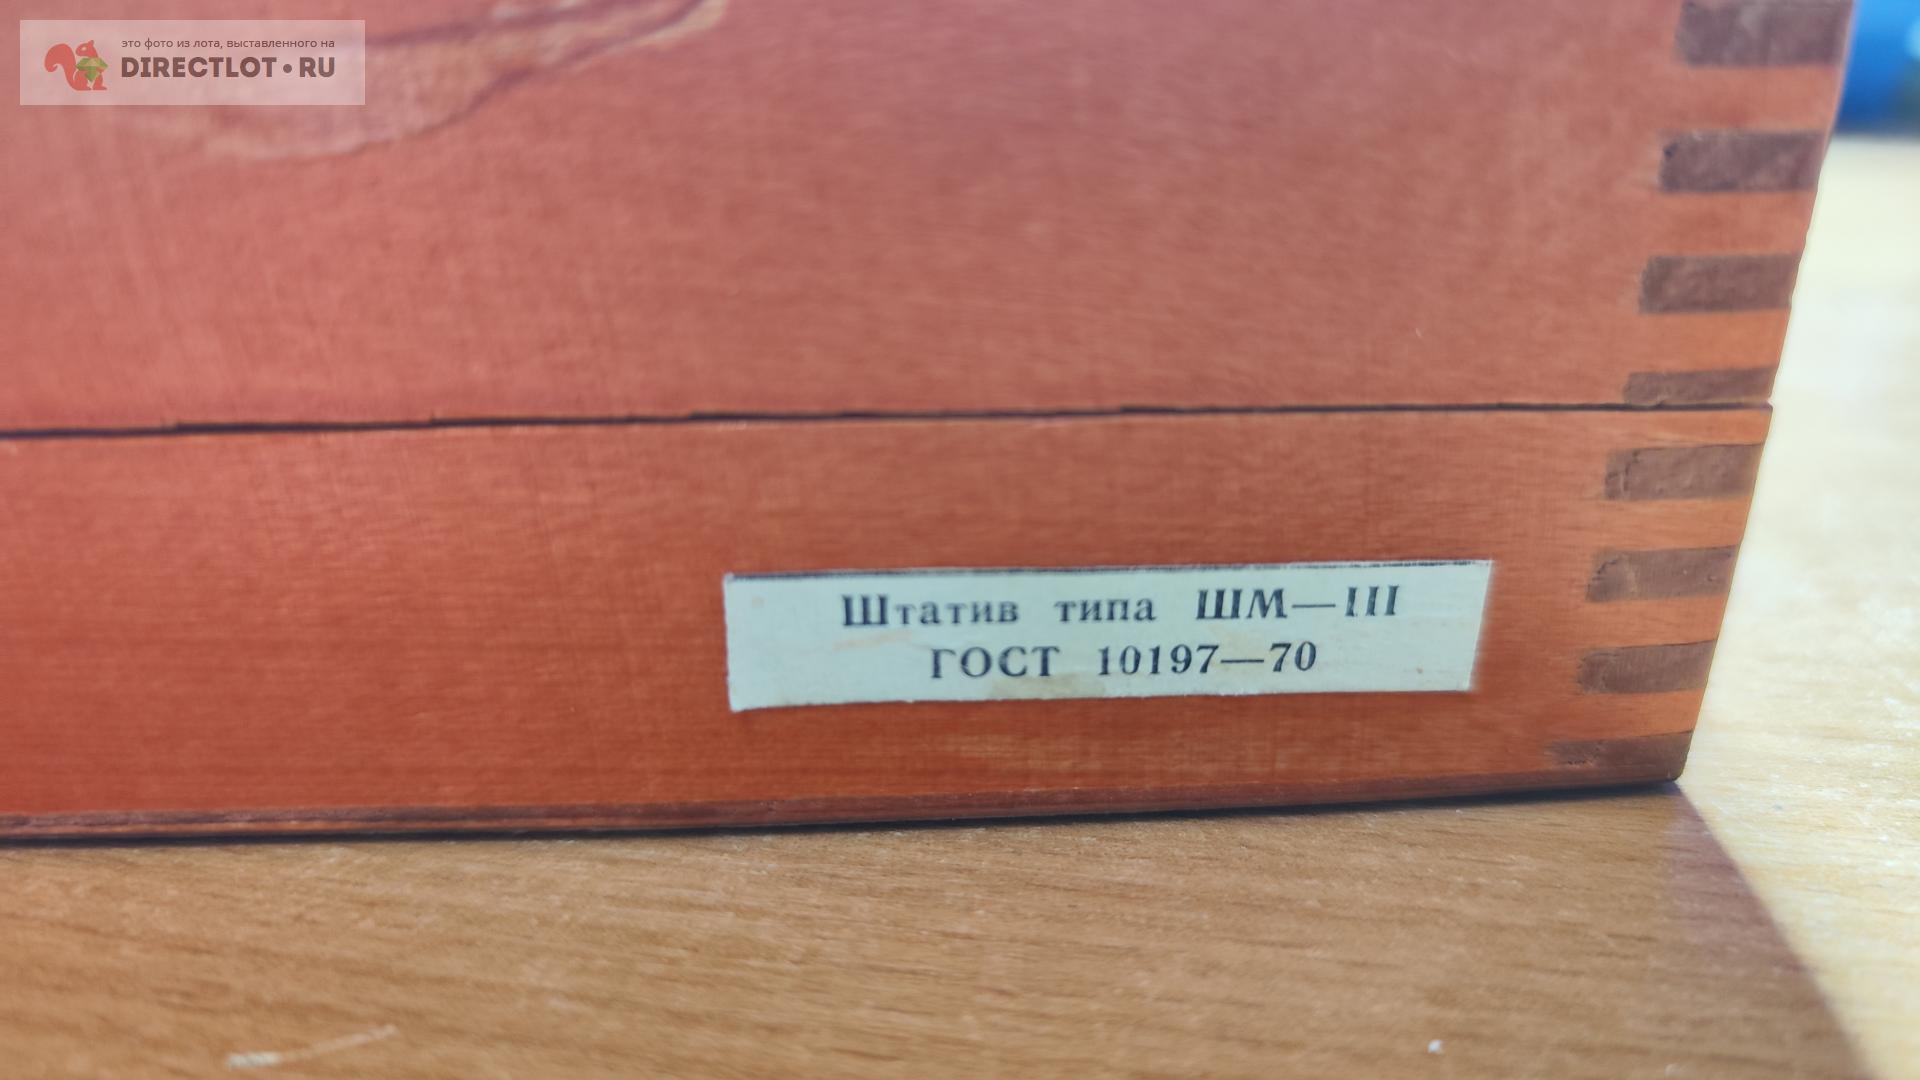 это фото из лота, выставленного на
DIRECTLOT•RU
Штатив типа ШМ—III
ГОСТ 10197—70